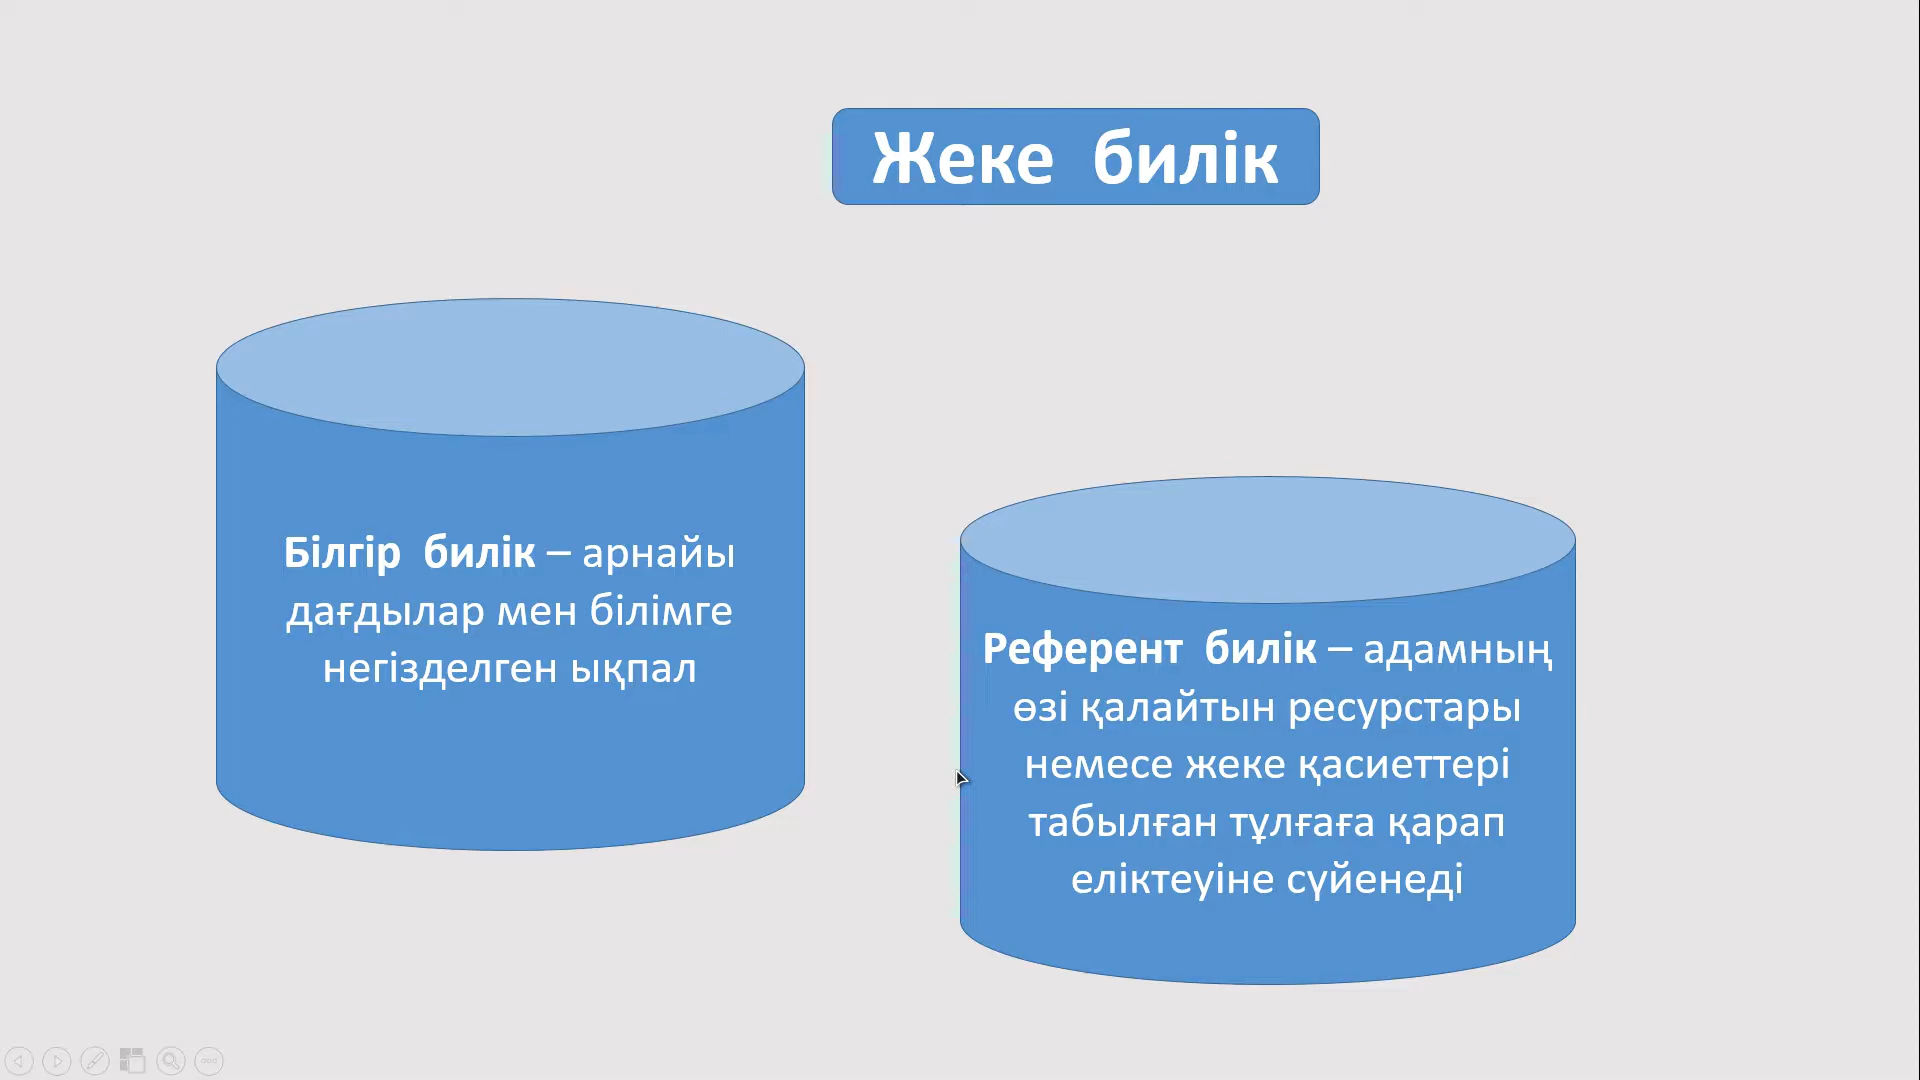 Жеке билік
Білгір билік – арнайы
дағдылар мен білімге
негізделген ықпал
Референт билік – адамның
өзі қалайтын ресурстары
немесе жеке қасиеттері
табылған тұлғаға қарап
еліктеуіне сүйенеді